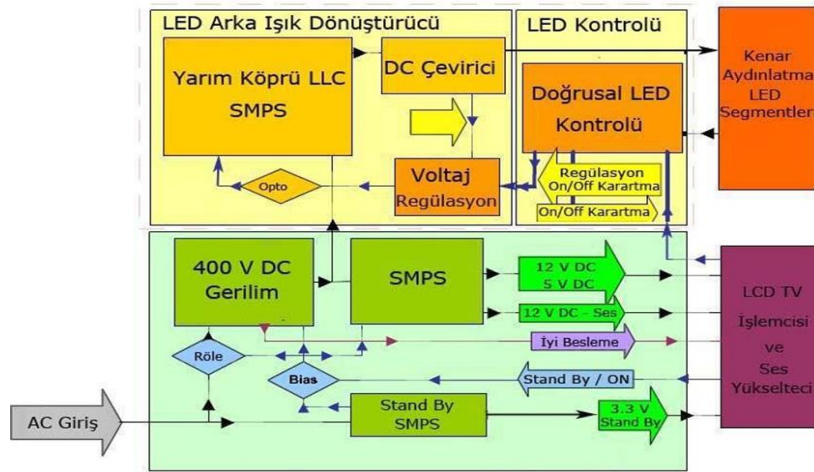 LED Arka Işık Dönüştürücü
LED Kontrolü
Yarım Köprü LLC
SMPS
DC Çevirici
Doğrusal LED
Kontrolü
Kenar
Aydınlatma
LED
Segmentler
Opto
Voltaj
Regülasyon
Regülasyon
On/Off Karartma
On/Off Karartma
400 V DC
Gerilim
SMPS
12 V DC
5 V DC
12 V DC - Ses
İyi Besleme
LCD TV
İşlemcisi
ve
Ses
Yükselteci
Röle
Bias
Stand By / ON
AC Giriş
Stand By
SMPS
3.3 V
Stand By